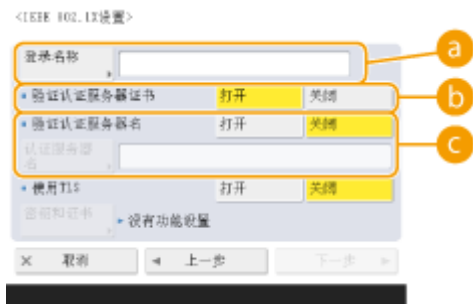 <IEEE 802.1X设置>
登录名称
a
验证认证服务器证书 打开 关闭
b
验证认证服务器名 打开 关闭
认证服务器名
c
使用TLS 打开 关闭
密钥和证书 没有功能设置
× 取消 ◄ 上一步 下一步 ►